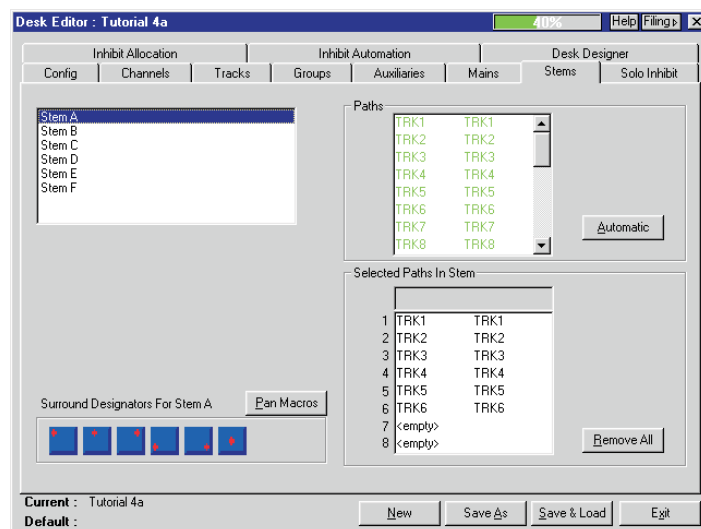 Desk Editor : Tutorial 4a 40% Help Filing
Inhibit Allocation Inhibit Automation Desk Designer
Config Channels Tracks Groups Auxiliaries Mains Stems Solo Inhibit
Stem A
Stem B
Stem C
Stem D
Stem E
Stem F
Paths
TRK1 TRK1
TRK2 TRK2
TRK3 TRK3
TRK4 TRK4
TRK5 TRK5
TRK6 TRK6
TRK7 TRK7
TRK8 TRK8
Automatic
Selected Paths In Stem
1 TRK1 TRK1
2 TRK2 TRK2
3 TRK3 TRK3
4 TRK4 TRK4
5 TRK5 TRK5
6 TRK6 TRK6
7 <empty>
8 <empty>
Remove All
Surround Designators For Stem A Pan Macros
Current : Tutorial 4a
Default :
New Save As Save & Load Exit